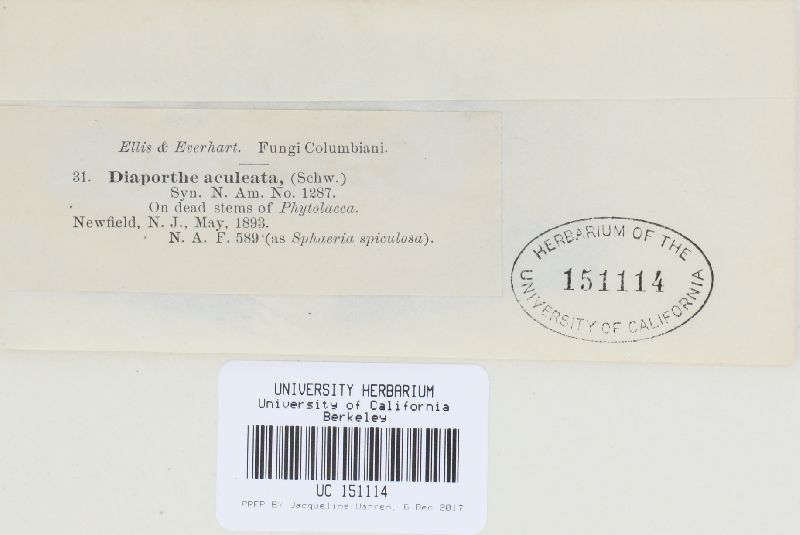 Ellis & Everhart. Fungi Columbiani.
31. Diaporthe aculeata, (Schw.)
Syn. N. Am. No. 1287.
On dead stems of Phytolacca.
Newfield, N. J., May, 1893.
N. A. F. 589 (as Sphaeria spiculosa).
HERBARIUM OF THE
151114
UNIVERSITY OF CALIFORNIA
UNIVERSITY HERBARIUM
University of California
Berkeley
UC 151114
PREP BY Jacqueline Warren, 6 Dec 2017